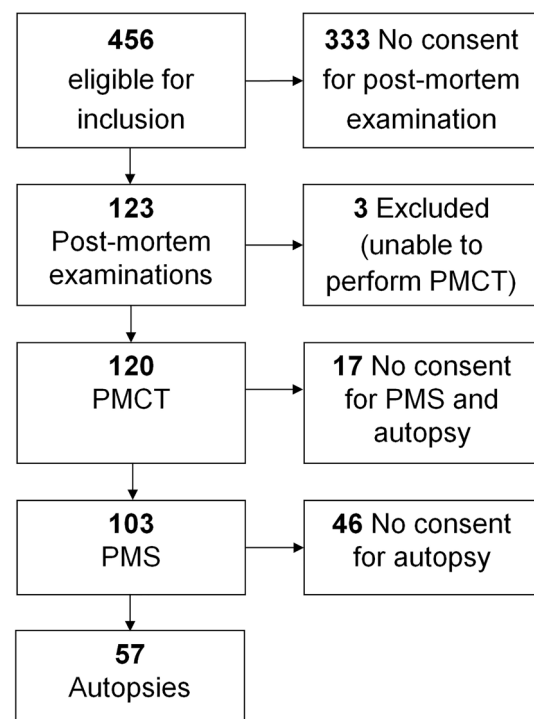 456
eligible for
inclusion
333 No consent
for post-mortem
examination
123
Post-mortem
examinations
3 Excluded
(unable to
perform PMCT)
120
PMCT
17 No consent
for PMS and
autopsy
103
PMS
46 No consent
for autopsy
57
Autopsies